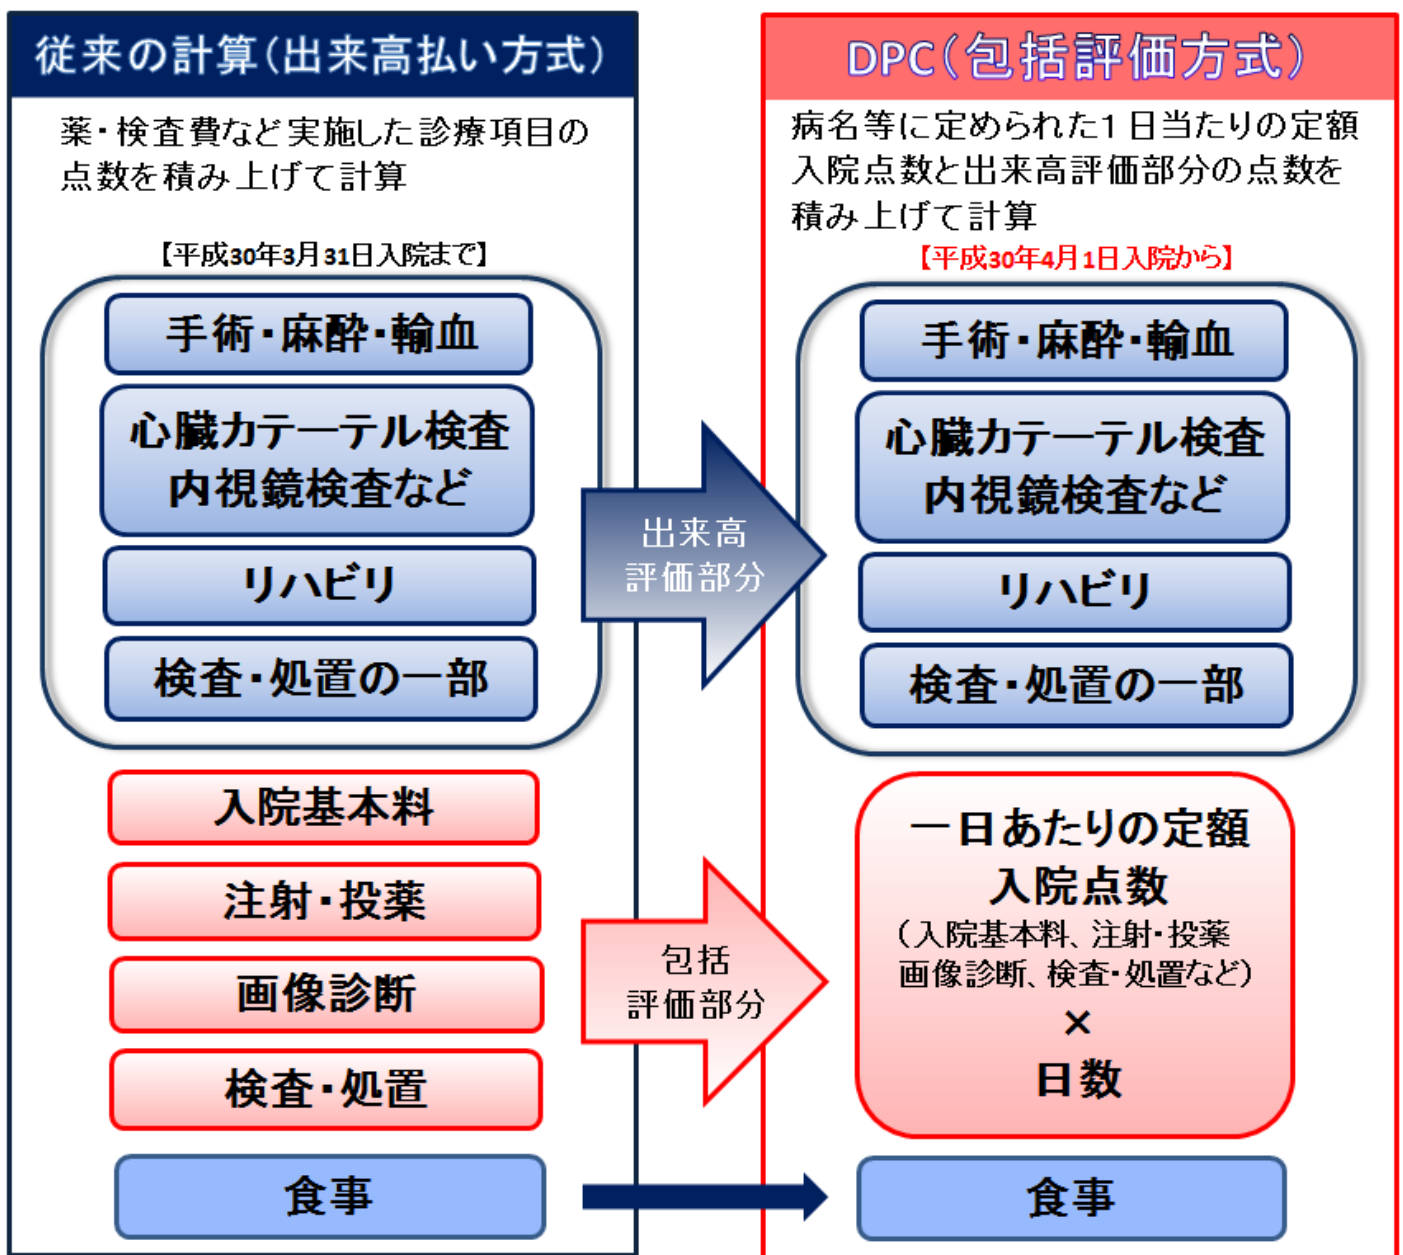 従来の計算(出来高払い方式)
薬・検査費など実施した診療項目の
点数を積み上げて計算
【平成30年3月31日入院まで】
手術・麻酔・輸血
心臓カテーテル検査
内視鏡検査など
リハビリ
検査・処置の一部
入院基本料
注射・投薬
画像診断
検査・処置
食事
出来高
評価部分
包括
評価部分
DPC(包括評価方式)
病名等に定められた1日当たりの定額
入院点数と出来高評価部分の点数を
積み上げて計算
【平成30年4月1日入院から】
手術・麻酔・輸血
心臓カテーテル検査
内視鏡検査など
リハビリ
検査・処置の一部
一日あたりの定額
入院点数
(入院基本料、注射・投薬
画像診断、検査・処置など)
×
日数
食事